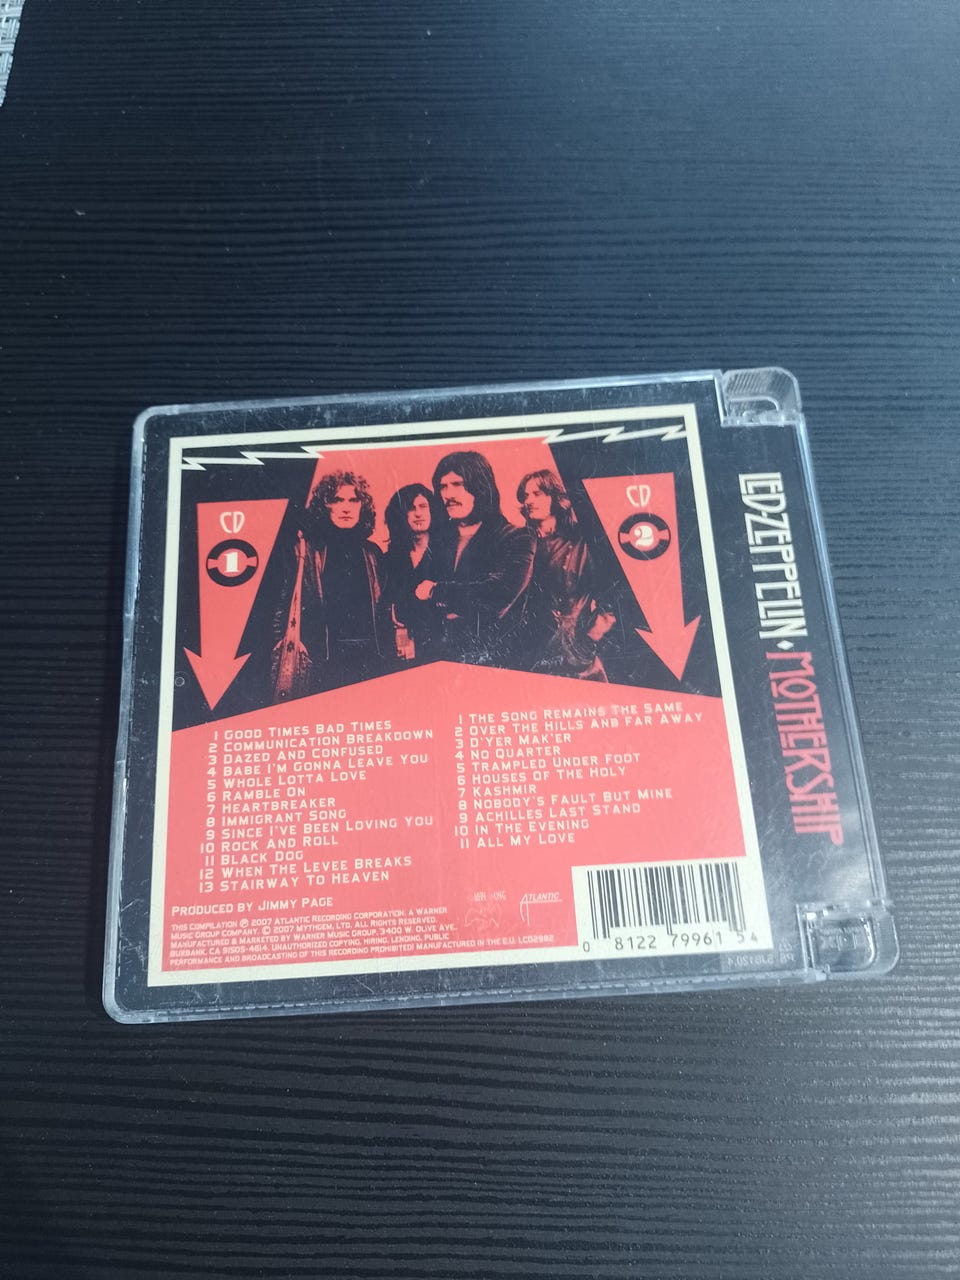 CD
1
CD
2
LED·ZEPPELIN ◆ MOTHERSHIP
1 GOOD TIMES BAD TIMES
2 COMMUNICATION BREAKDOWN
3 DAZED AND CONFUSED
4 BABE I'M GONNA LEAVE YOU
5 WHOLE LOTTA LOVE
6 RAMBLE ON
7 HEARTBREAKER
8 IMMIGRANT SONG
9 SINCE I'VE BEEN LOVING YOU
10 ROCK AND ROLL
11 BLACK DOG
12 WHEN THE LEVEE BREAKS
13 STAIRWAY TO HEAVEN
1 THE SONG REMAINS THE SAME
2 OVER THE HILLS AND FAR AWAY
3 D'YER MAK'ER
4 NO QUARTER
5 TRAMPLED UNDER FOOT
6 HOUSES OF THE HOLY
7 KASHMIR
8 NOBODY'S FAULT BUT MINE
9 ACHILLES LAST STAND
10 IN THE EVENING
11 ALL MY LOVE
PRODUCED BY JIMMY PAGE
THIS COMPILATION ℗ 2007 ATLANTIC RECORDING CORPORATION, A WARNER
MUSIC GROUP COMPANY. © 2007 MYTHGEM, LTD. ALL RIGHTS RESERVED.
MANUFACTURED & MARKETED BY WARNER MUSIC GROUP, 3400 W. OLIVE AVE.
BURBANK, CA 91505-4614. UNAUTHORIZED COPYING, HIRING, LENDING, PUBLIC
PERFORMANCE AND BROADCASTING OF THIS RECORDING PROHIBITED MANUFACTURED IN THE E.U. LC02982
ATLANTIC
0 81227 99615 4